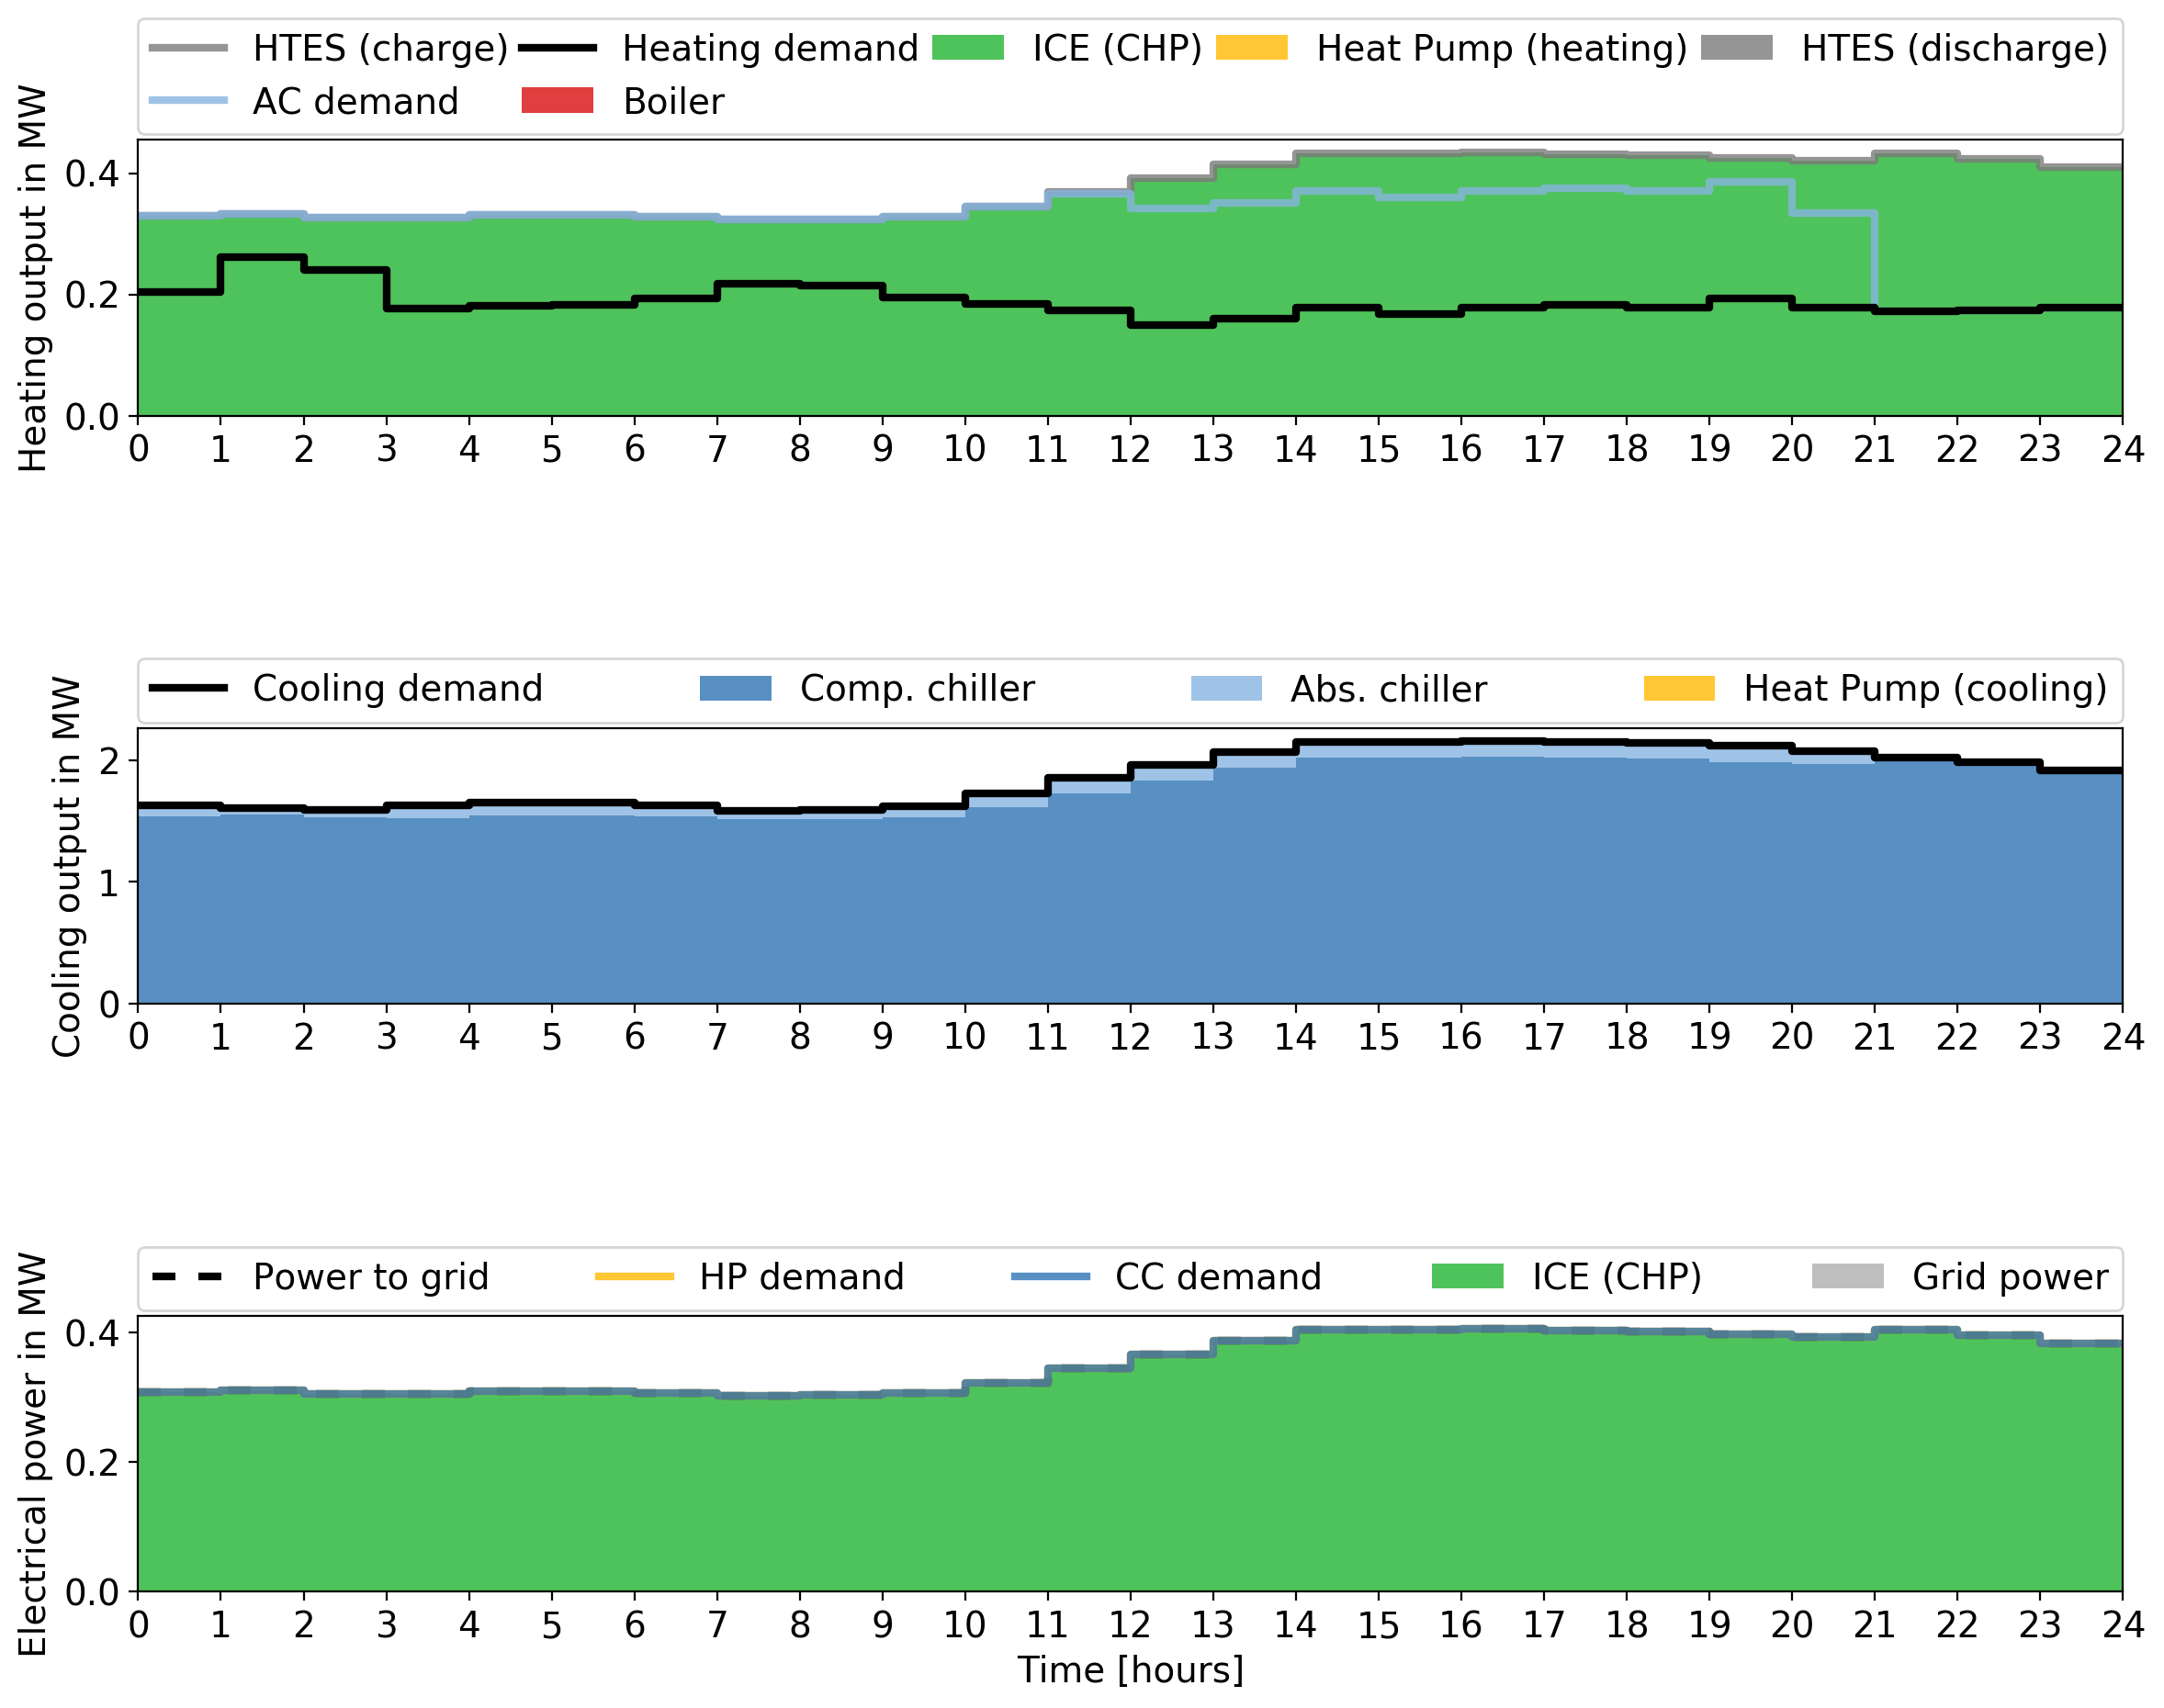 HTES (charge) Heating demand ICE (CHP) Heat Pump (heating) HTES (discharge)
AC demand Boiler
Heating output in MW
0.4
0.2
0.0
0 1 2 3 4 5 6 7 8 9 10 11 12 13 14 15 16 17 18 19 20 21 22 23 24
Cooling demand Comp. chiller Abs. chiller Heat Pump (cooling)
Cooling output in MW
2
1
0
0 1 2 3 4 5 6 7 8 9 10 11 12 13 14 15 16 17 18 19 20 21 22 23 24
Power to grid HP demand CC demand ICE (CHP) Grid power
Electrical power in MW
0.4
0.2
0.0
0 1 2 3 4 5 6 7 8 9 10 11 12 13 14 15 16 17 18 19 20 21 22 23 24
Time [hours]